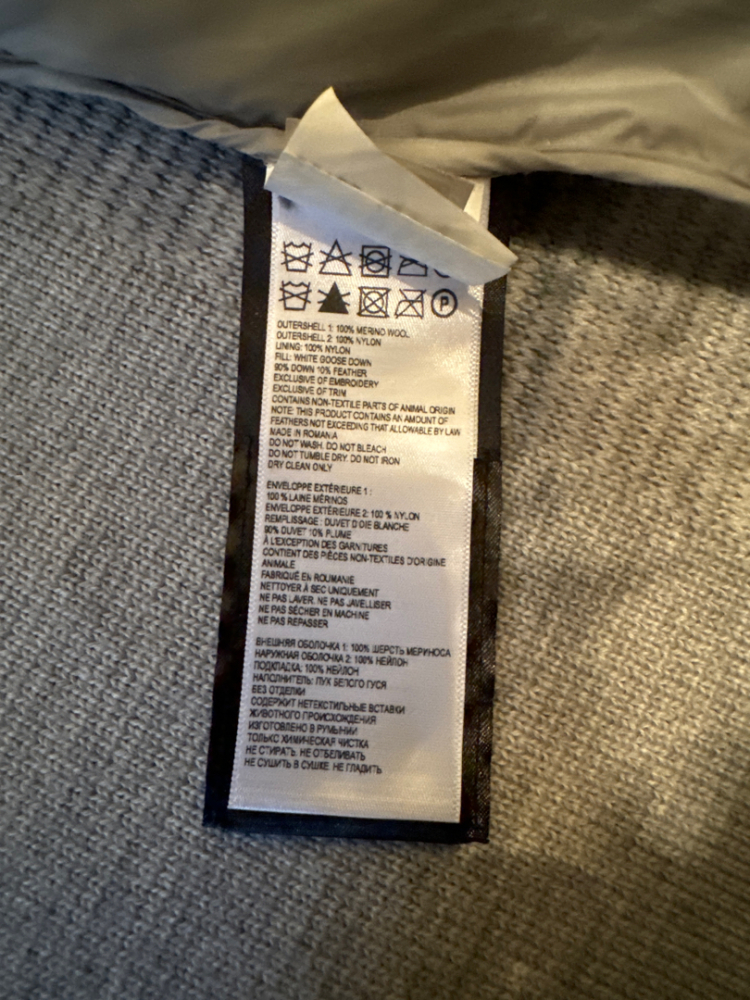 P
OUTERSHELL 1: 100% MERINO WOOL
OUTERSHELL 2: 100% NYLON
LINING: 100% NYLON
FILL: WHITE GOOSE DOWN
90% DOWN 10% FEATHER
EXCLUSIVE OF EMBROIDERY
EXCLUSIVE OF TRIM
CONTAINS NON-TEXTILE PARTS OF ANIMAL ORIGIN
NOTE: THIS PRODUCT CONTAINS AN AMOUNT OF
FEATHERS NOT EXCEEDING THAT ALLOWABLE BY LAW
MADE IN ROMANIA
DO NOT WASH. DO NOT BLEACH
DO NOT TUMBLE DRY. DO NOT IRON
DRY CLEAN ONLY
ENVELOPPE EXTÉRIEURE 1 :
100 % LAINE MÉRINOS
ENVELOPPE EXTÉRIEURE 2: 100 % NYLON
REMPLISSAGE : DUVET D'OIE BLANCHE
90% DUVET 10% PLUME
À L'EXCEPTION DES GARNITURES
CONTIENT DES PIÈCES NON-TEXTILES D'ORIGINE
ANIMALE
FABRIQUÉ EN ROUMANIE
NETTOYER À SEC UNIQUEMENT
NE PAS LAVER. NE PAS JAVELLISER
NE PAS SÉCHER EN MACHINE
NE PAS REPASSER
ВНЕШНЯЯ ОБОЛОЧКА 1: 100% ШЕРСТЬ МЕРИНОСА
НАРУЖНАЯ ОБОЛОЧКА 2: 100% НЕЙЛОН
ПОДКЛАДКА: 100% НЕЙЛОН
НАПОЛНИТЕЛЬ: ПУХ БЕЛОГО ГУСЯ
БЕЗ ОТДЕЛКИ
СОДЕРЖИТ НЕТЕКСТИЛЬНЫЕ ВСТАВКИ
ЖИВОТНОГО ПРОИСХОЖДЕНИЯ
ИЗГОТОВЛЕНО В РУМЫНИИ
ТОЛЬКО ХИМИЧЕСКАЯ ЧИСТКА
НЕ СТИРАТЬ. НЕ ОТБЕЛИВАТЬ
НЕ СУШИТЬ В СУШКЕ. НЕ ГЛАДИТЬ